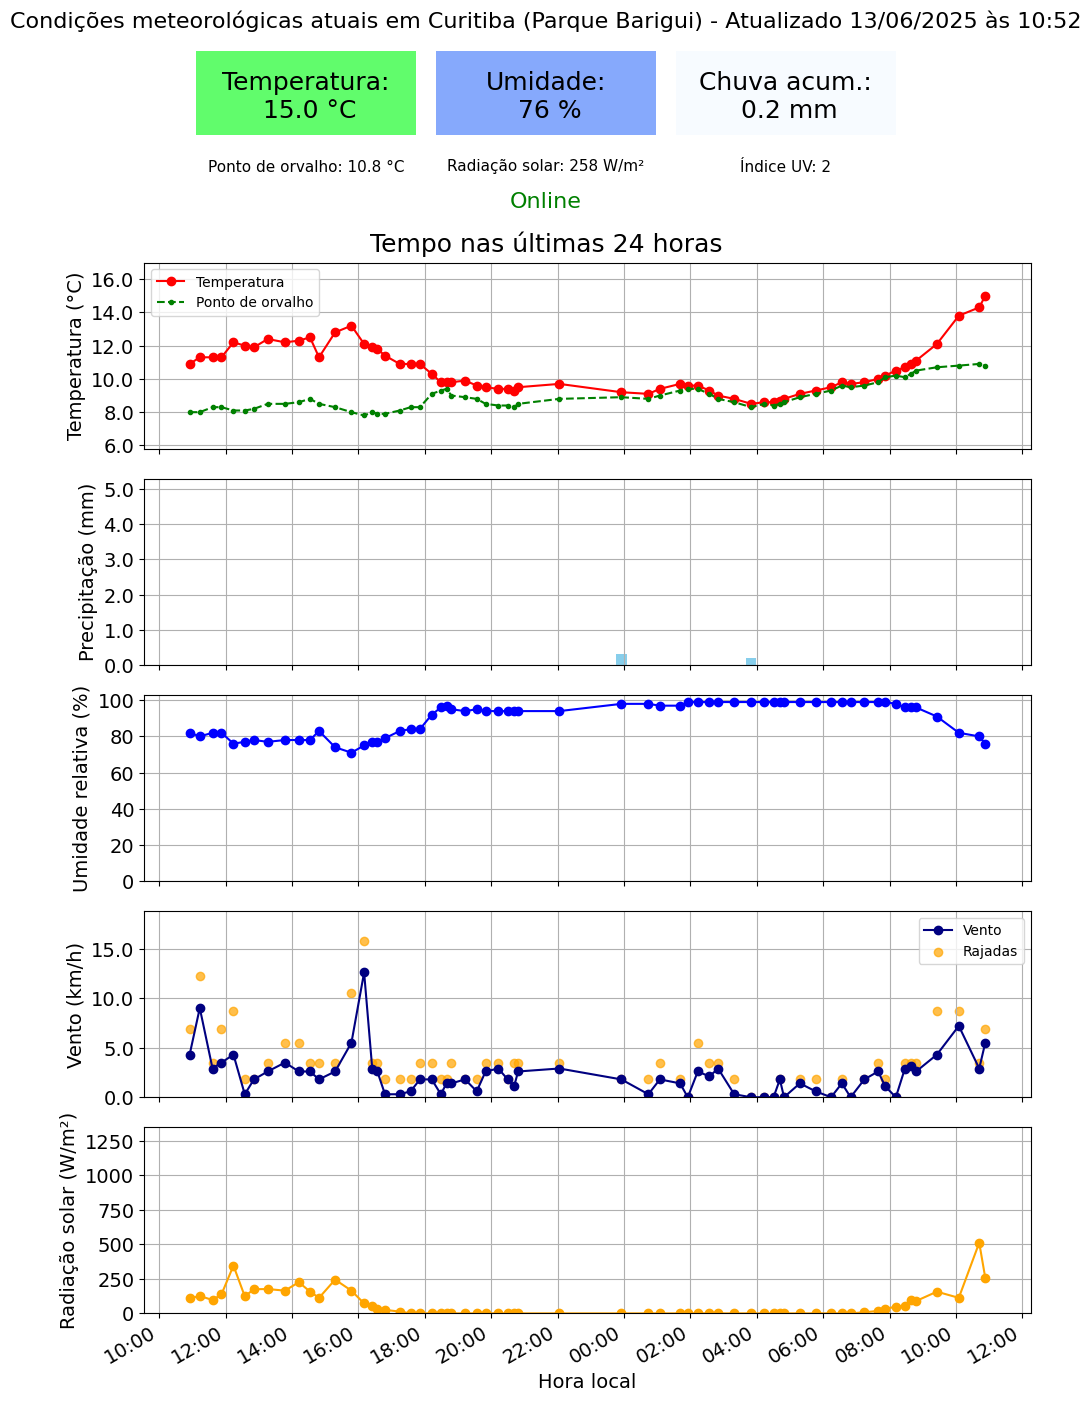 Condições meteorológicas atuais em Curitiba (Parque Barigui) - Atualizado 13/06/2025 às 10:52
Temperatura:
15.0 °C
Umidade:
76 %
Chuva acum.:
0.2 mm
Ponto de orvalho: 10.8 °C
Radiação solar: 258 W/m²
Índice UV: 2
Online
Tempo nas últimas 24 horas
Temperatura (°C)
16.0
14.0
12.0
10.0
8.0
6.0
Temperatura
Ponto de orvalho
Precipitação (mm)
5.0
4.0
3.0
2.0
1.0
0.0
Umidade relativa (%)
100
80
60
40
20
0
Vento (km/h)
15.0
10.0
5.0
0.0
Vento
Rajadas
Radiação solar (W/m²)
1250
1000
750
500
250
0
10:00
12:00
14:00
16:00
18:00
20:00
22:00
00:00
02:00
04:00
06:00
08:00
10:00
12:00
Hora local